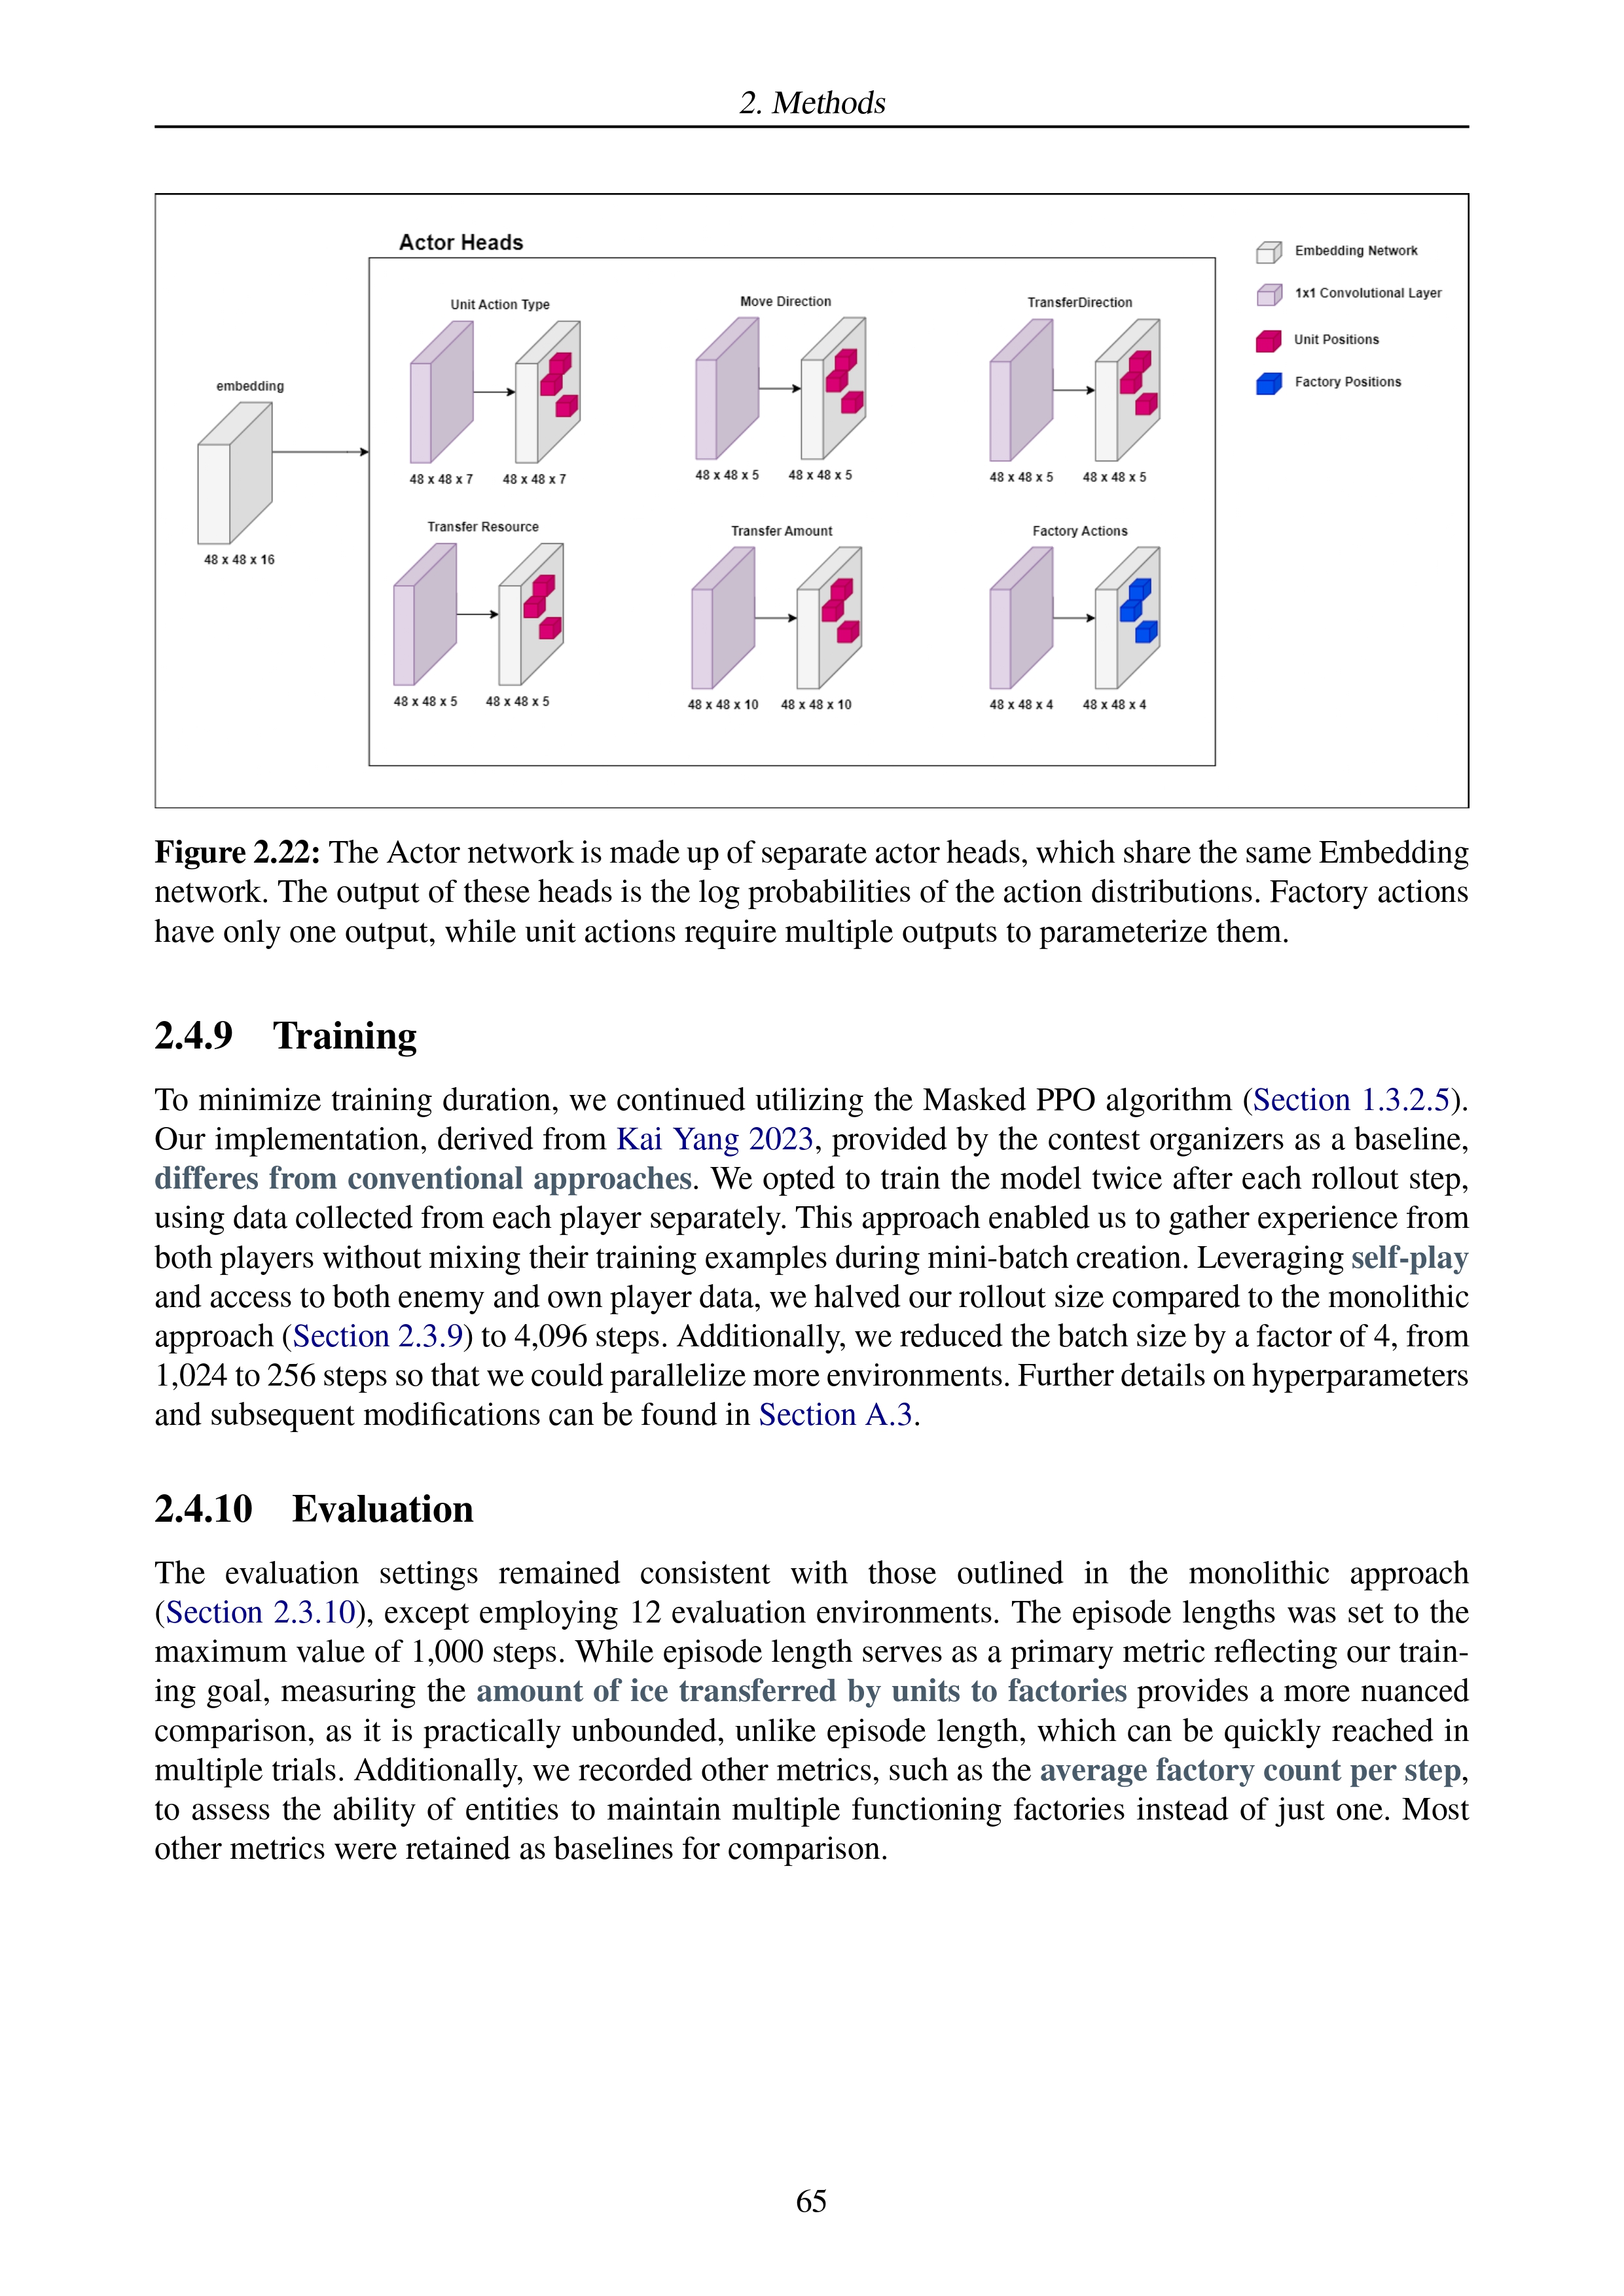 2. Methods
Actor Heads
Embedding Network
1x1 Convolutional Layer
Unit Positions
Factory Positions
embedding
48 x 48 x 16
Unit Action Type
48 x 48 x 7 48 x 48 x 7
Move Direction
48 x 48 x 5 48 x 48 x 5
TransferDirection
48 x 48 x 5 48 x 48 x 5
Transfer Resource
48 x 48 x 5 48 x 48 x 5
Transfer Amount
48 x 48 x 10 48 x 48 x 10
Factory Actions
48 x 48 x 4 48 x 48 x 4
Figure 2.22: The Actor network is made up of separate actor heads, which share the same Embedding
network. The output of these heads is the log probabilities of the action distributions. Factory actions
have only one output, while unit actions require multiple outputs to parameterize them.
2.4.9 Training
To minimize training duration, we continued utilizing the Masked PPO algorithm (Section 1.3.2.5).
Our implementation, derived from Kai Yang 2023, provided by the contest organizers as a baseline,
differes from conventional approaches. We opted to train the model twice after each rollout step,
using data collected from each player separately. This approach enabled us to gather experience from
both players without mixing their training examples during mini-batch creation. Leveraging self-play
and access to both enemy and own player data, we halved our rollout size compared to the monolithic
approach (Section 2.3.9) to 4,096 steps. Additionally, we reduced the batch size by a factor of 4, from
1,024 to 256 steps so that we could parallelize more environments. Further details on hyperparameters
and subsequent modifications can be found in Section A.3.
2.4.10 Evaluation
The evaluation settings remained consistent with those outlined in the monolithic approach
(Section 2.3.10), except employing 12 evaluation environments. The episode lengths was set to the
maximum value of 1,000 steps. While episode length serves as a primary metric reflecting our train-
ing goal, measuring the amount of ice transferred by units to factories provides a more nuanced
comparison, as it is practically unbounded, unlike episode length, which can be quickly reached in
multiple trials. Additionally, we recorded other metrics, such as the average factory count per step,
to assess the ability of entities to maintain multiple functioning factories instead of just one. Most
other metrics were retained as baselines for comparison.
65